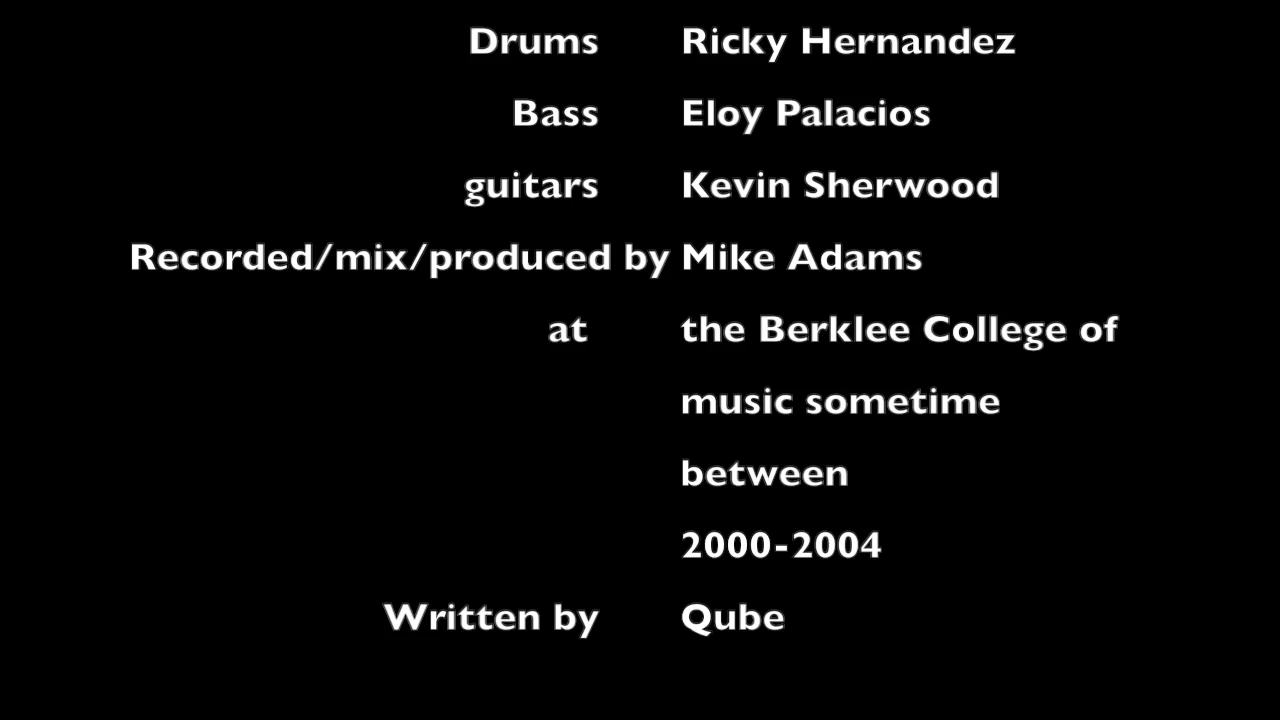 Drums Ricky Hernandez
Bass Eloy Palacios
guitars Kevin Sherwood
Recorded/mix/produced by Mike Adams
at the Berklee College of
music sometime
between
2000-2004
Written by Qube